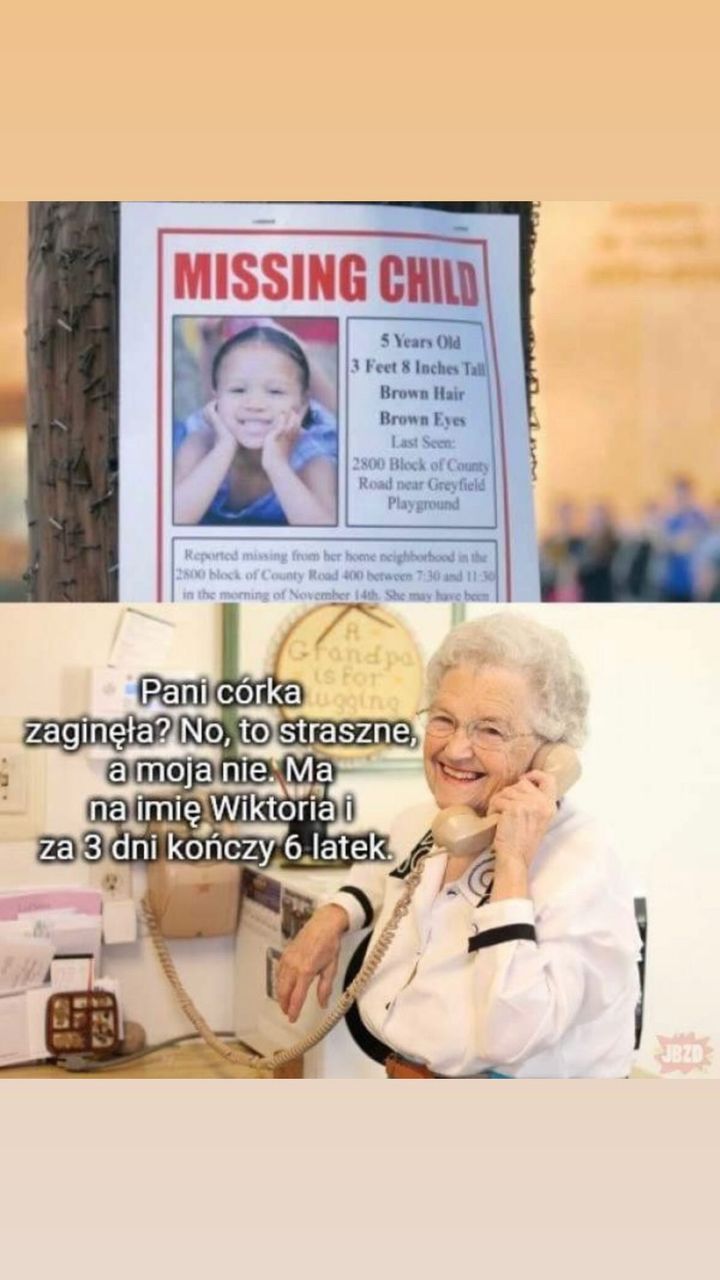 MISSING CHILD
5 Years Old
3 Feet 8 Inches Tall
Brown Hair
Brown Eyes
Last Seen:
2800 Block of County
Road near Greyfield
Playground
Reported missing from her home neighborhood in the
2800 block of County Road 400 between 7:30 and 11:30
in the morning of November 14th. She may have been
A
Grandpa
is For
Hugging
Pani córka
zaginęła? No, to straszne,
a moja nie. Ma
na imię Wiktoria i
za 3 dni kończy 6 latek.
JBZD